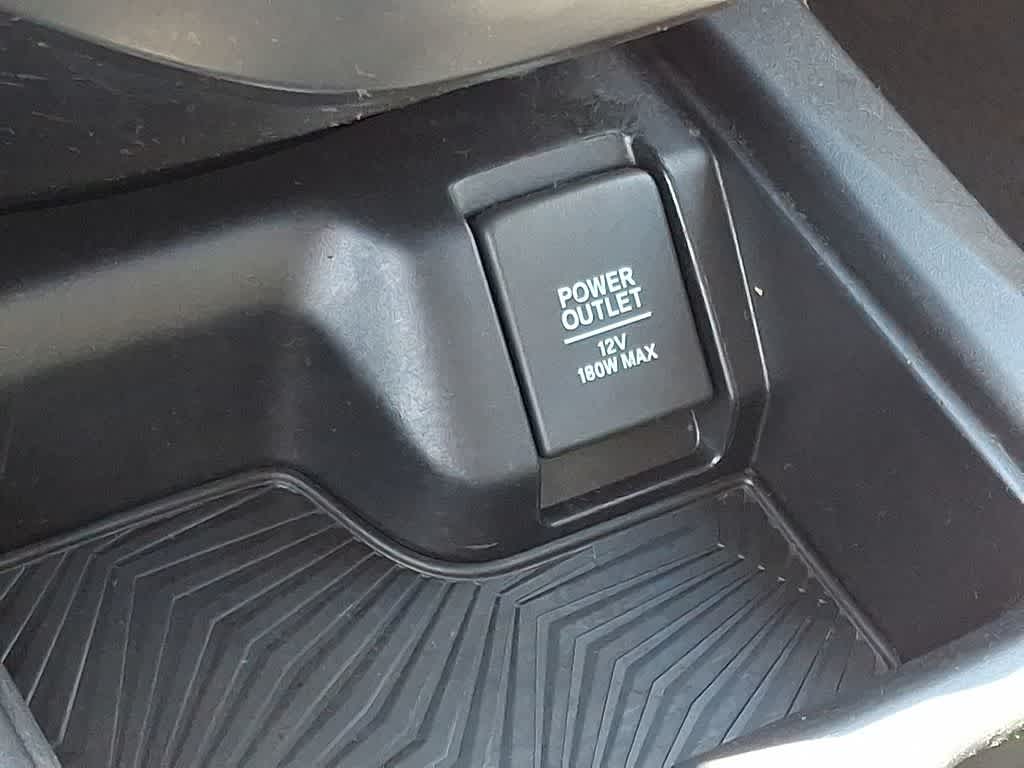 POWER
OUTLET
12V
180W MAX